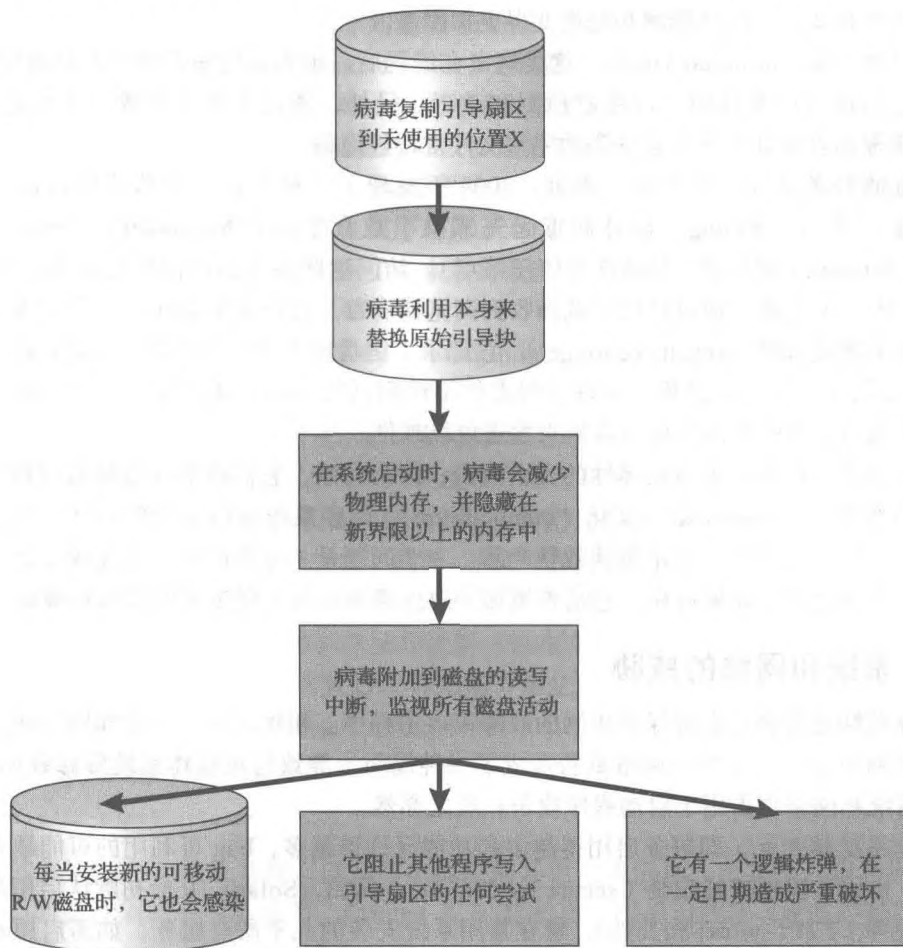 病毒复制引导扇区
到未使用的位置X
病毒利用本身来
替换原始引导块
在系统启动时，病毒会减少
物理内存，并隐藏在
新界限以上的内存中
病毒附加到磁盘的读写
中断，监视所有磁盘活动
每当安装新的可移动
R/W磁盘时，它也会感染
它阻止其他程序写入
引导扇区的任何尝试
它有一个逻辑炸弹，在
一定日期造成严重破坏